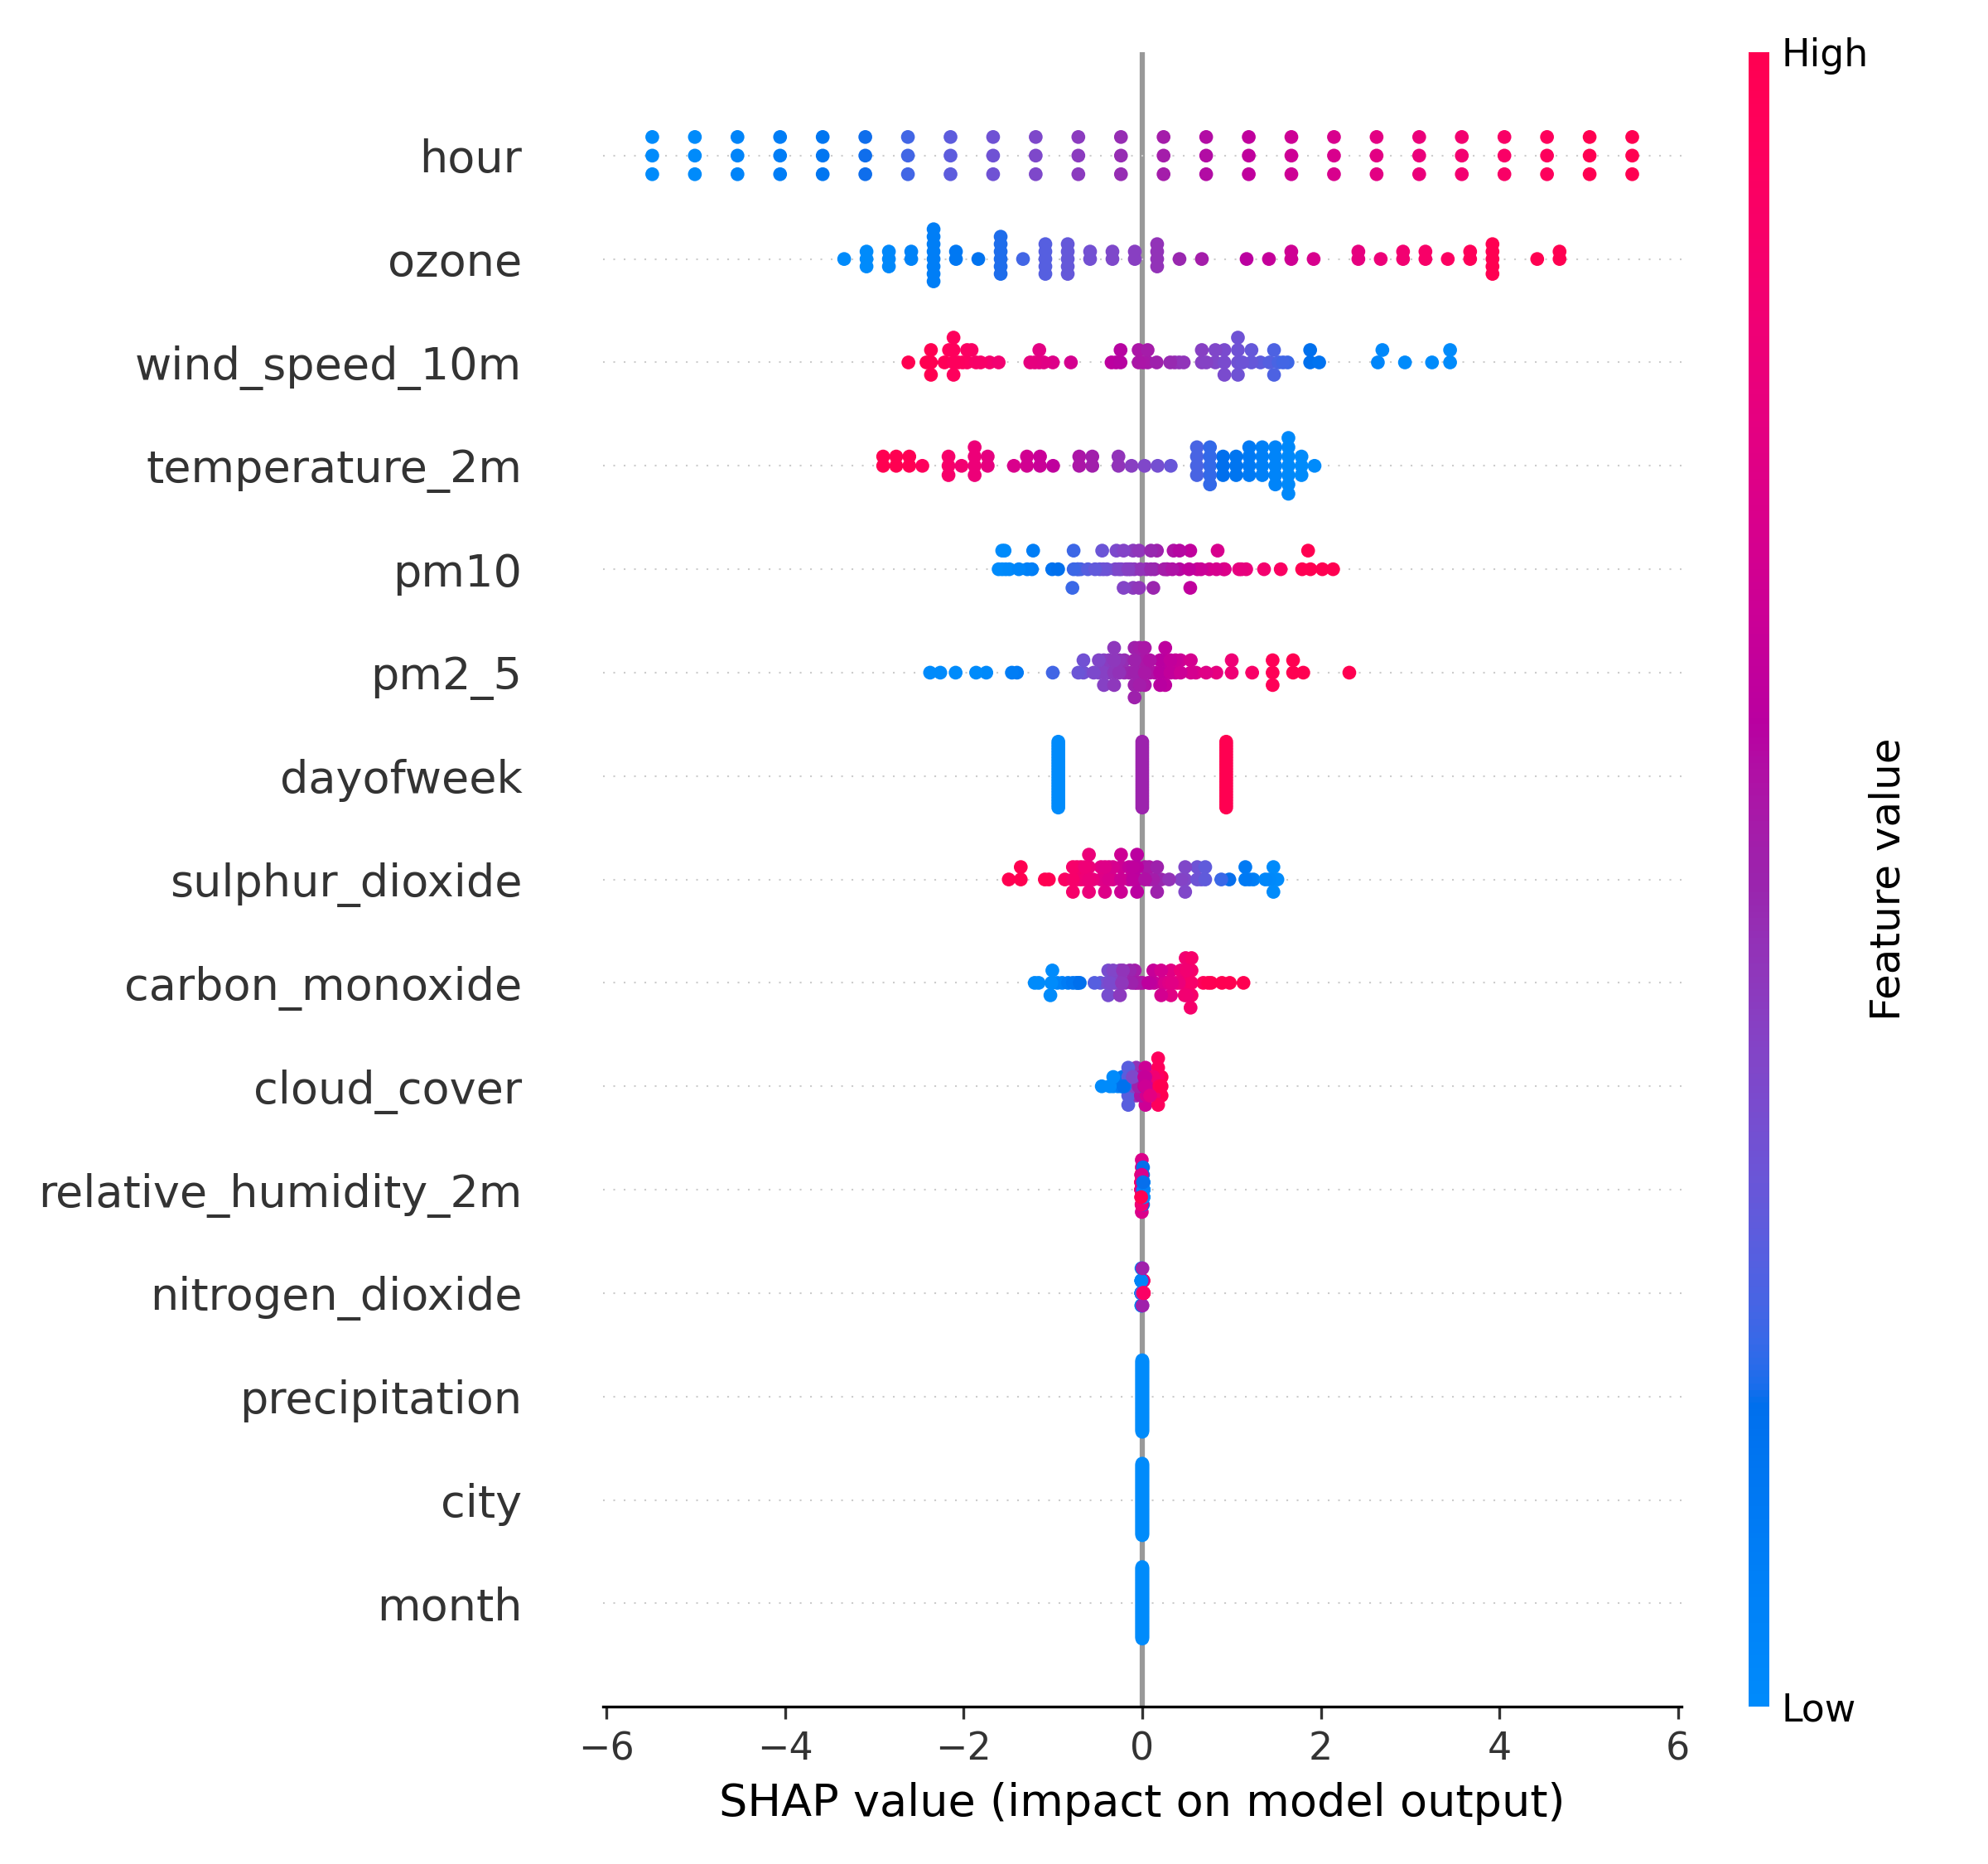 High
hour
ozone
wind_speed_10m
temperature_2m
pm10
pm2_5
dayofweek
sulphur_dioxide
carbon_monoxide
cloud_cover
relative_humidity_2m
nitrogen_dioxide
precipitation
city
month
Feature value
Low
−6 −4 −2 0 2 4 6
SHAP value (impact on model output)